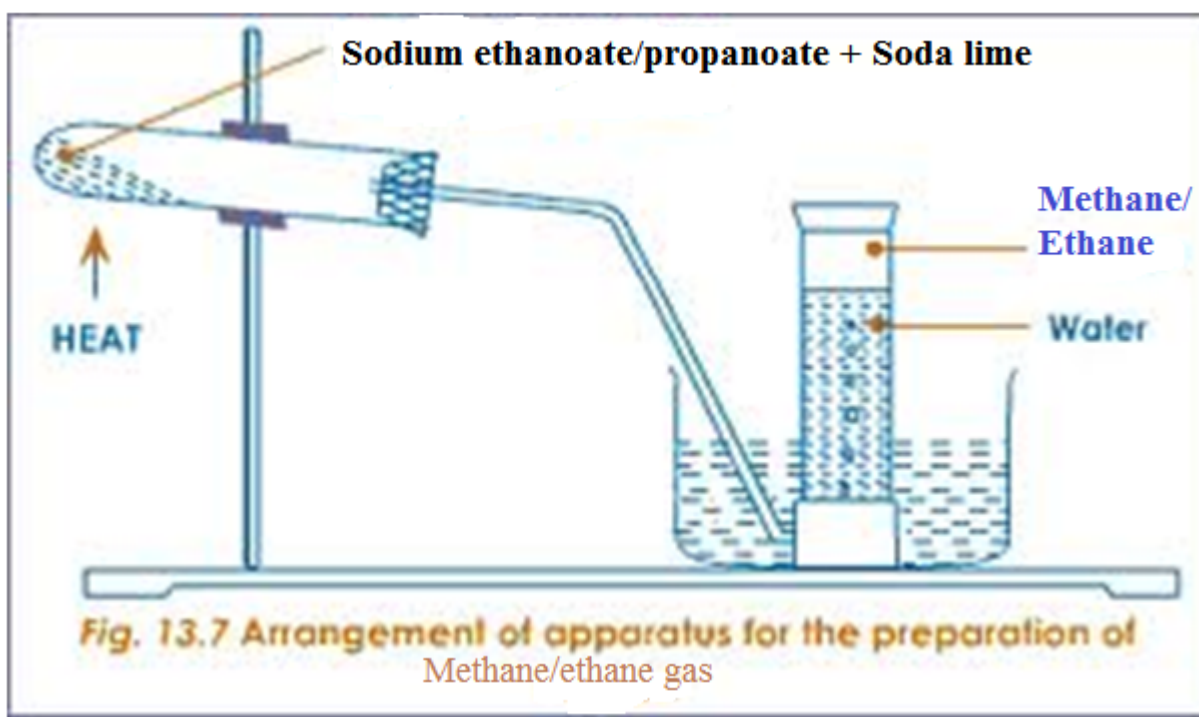 Sodium ethanoate/propanoate + Soda lime
Methane/
Ethane
HEAT
Water
Fig. 13.7 Arrangement of apparatus for the preparation of
Methane/ethane gas